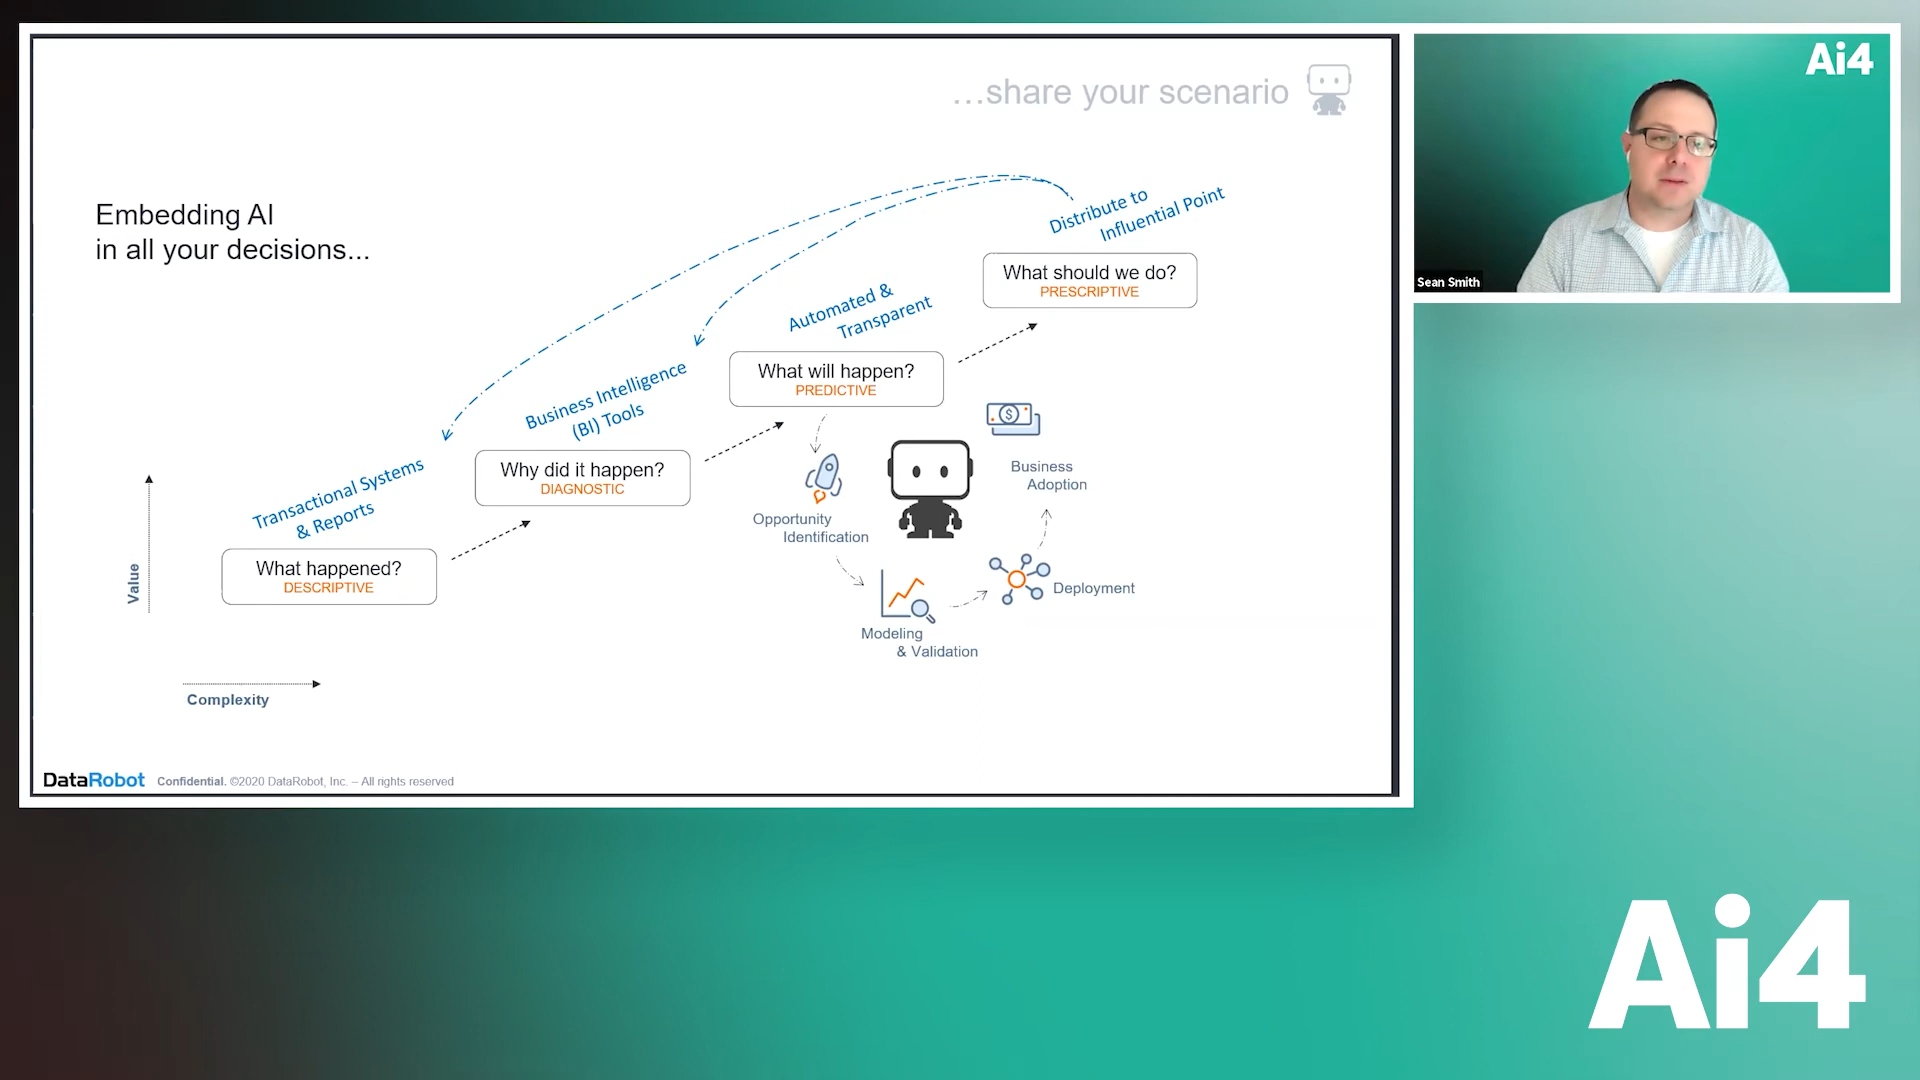 ...share your scenario
Embedding AI
in all your decisions...
Distribute to
Influential Point
What should we do?
PRESCRIPTIVE
Automated &
Transparent
What will happen?
PREDICTIVE
Business Intelligence
(BI) Tools
Why did it happen?
DIAGNOSTIC
Transactional Systems
& Reports
What happened?
DESCRIPTIVE
Value
Complexity
Opportunity
Identification
Modeling
& Validation
Deployment
Business
Adoption
$
DataRobot Confidential. ©2020 DataRobot, Inc. – All rights reserved
Ai4
Sean Smith
Ai4